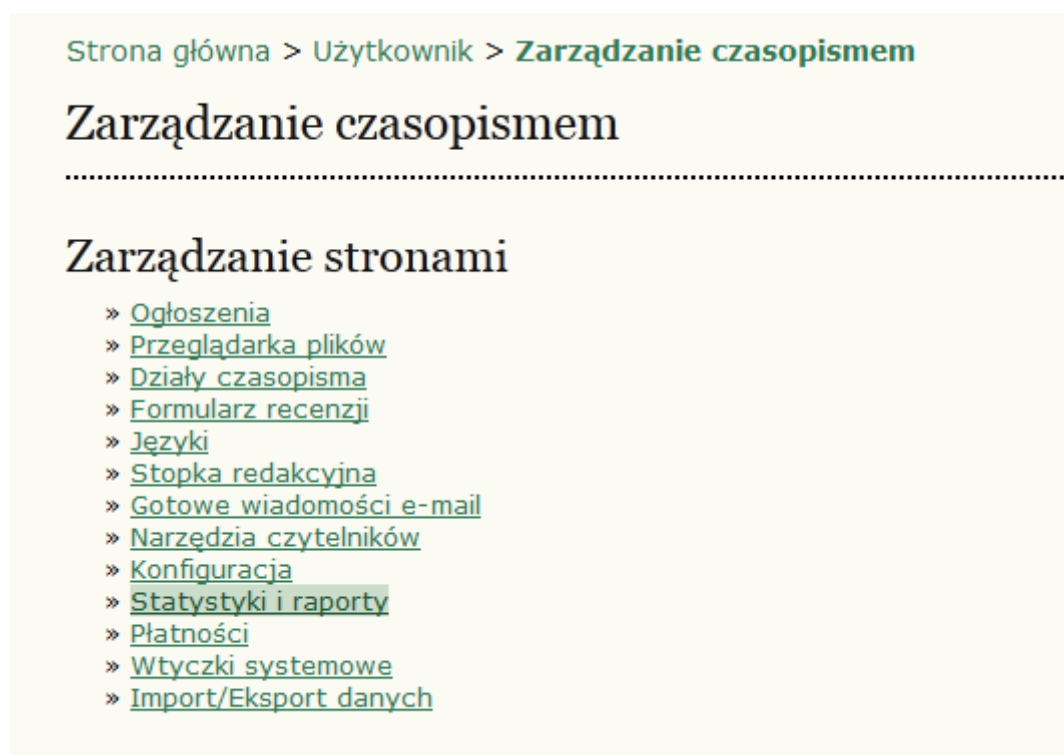 Strona główna > Użytkownik > Zarządzanie czasopismem
Zarządzanie czasopismem
Zarządzanie stronami
» Ogłoszenia
» Przeglądarka plików
» Działy czasopisma
» Formularz recenzji
» Języki
» Stopka redakcyjna
» Gotowe wiadomości e-mail
» Narzędzia czytelników
» Konfiguracja
» Statystyki i raporty
» Płatności
» Wtyczki systemowe
» Import/Eksport danych